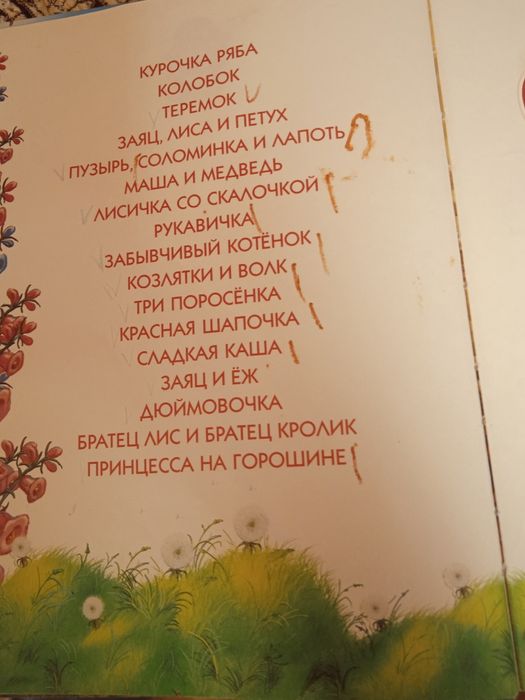 КУРОЧКА РЯБА
КОЛОБОК
ТЕРЕМОК
ЗАЯЦ, ЛИСА И ПЕТУХ
ПУЗЫРЬ, СОЛОМИНКА И ЛАПОТЬ
МАША И МЕДВЕДЬ
ЛИСИЧКА СО СКАЛОЧКОЙ
РУКАВИЧКА
ЗАБЫВЧИВЫЙ КОТЁНОК
КОЗЛЯТКИ И ВОЛК
ТРИ ПОРОСЁНКА
КРАСНАЯ ШАПОЧКА
СЛАДКАЯ КАША
ЗАЯЦ И ЁЖ
ДЮЙМОВОЧКА
БРАТЕЦ ЛИС И БРАТЕЦ КРОЛИК
ПРИНЦЕССА НА ГОРОШИНЕ